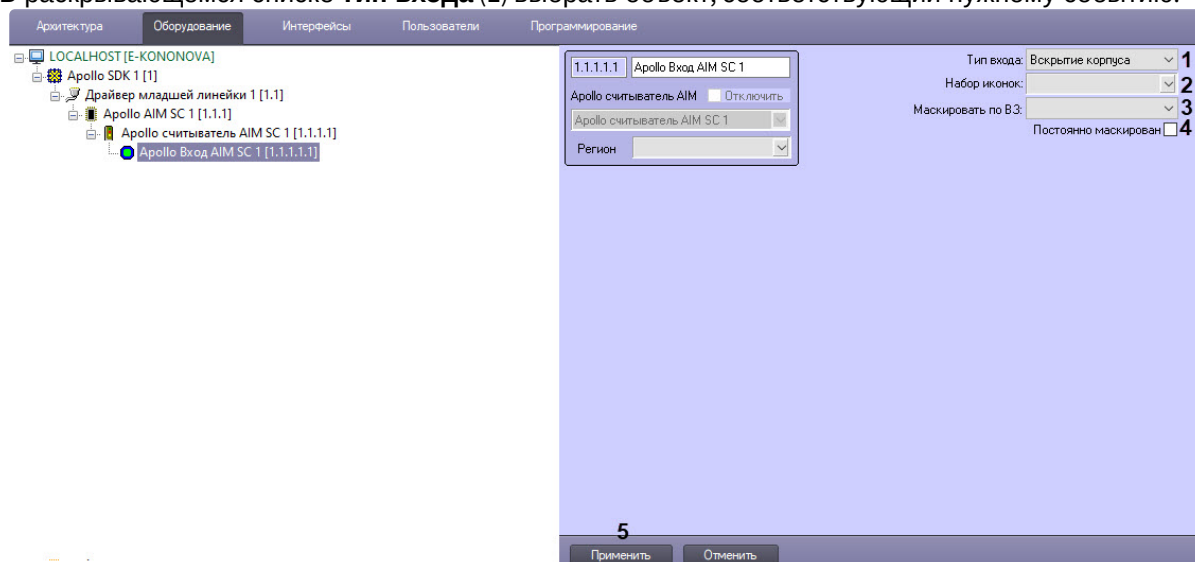 В раскрывающемся списке Тип входа (1) выбрать объект, соответствующий нужному событию.
Архитектура Оборудование Интерфейсы Пользователи Программирование
LOCALHOST [E-KONONOVA]
Apollo SDK 1 [1]
Драйвер младшей линейки 1 [1.1]
Apollo AIM SC 1 [1.1.1]
Apollo считыватель AIM SC 1 [1.1.1.1]
Apollo Вход AIM SC 1 [1.1.1.1.1]
1.1.1.1.1 Apollo Вход AIM SC 1
Apollo считыватель AIM Отключить
Apollo считыватель AIM SC 1
Регион
Тип входа: Вскрытие корпуса 1
Набор иконок: 2
Маскировать по ВЗ: 3
Постоянно маскирован 4
5
Применить Отменить